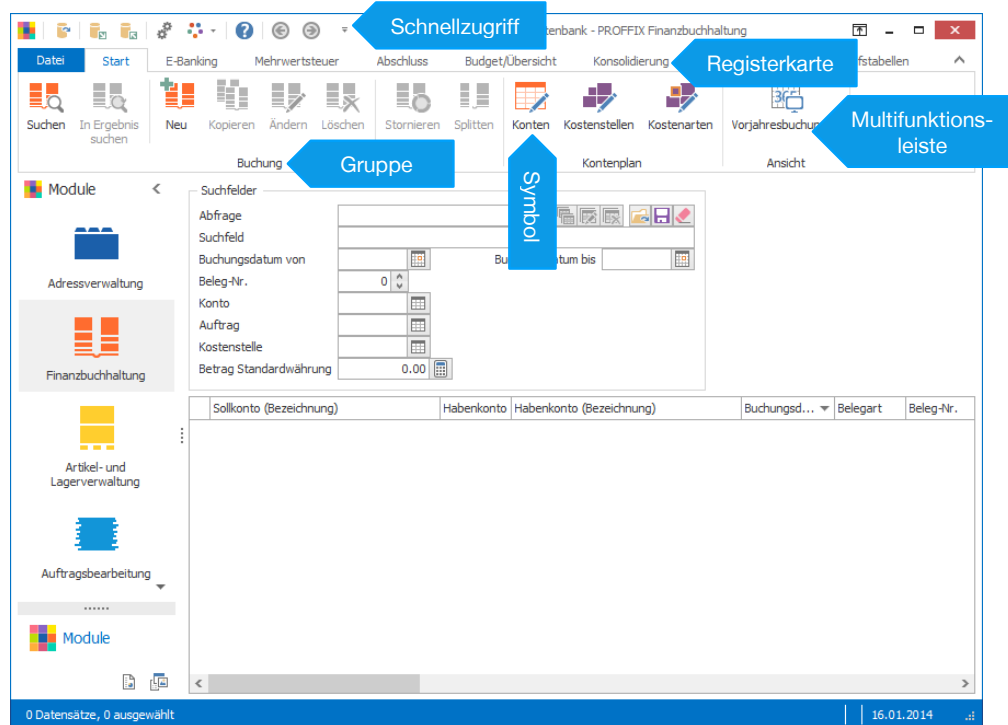 Schnellzugriff
tenbank - PROFFIX Finanzbuchhaltung
Datei Start E-Banking Mehrwertsteuer Abschluss Budget/Übersicht Konsolidierung Registerkarte fstabellen
Suchen In Ergebnis suchen Neu Kopieren Ändern Löschen Stornieren Splitten Konten Kostenstellen Kostenarten Vorjahresbuchun
Multifunktions-
leiste
Buchung Gruppe Kontenplan Ansicht
Symbol
Module
Suchfelder
Abfrage
Suchfeld
Buchungsdatum von Bu tum bis
Beleg-Nr. 0
Konto
Auftrag
Kostenstelle
Betrag Standardwährung 0.00
Adressverwaltung
Finanzbuchhaltung
Artikel- und
Lagerverwaltung
Auftragsbearbeitung
Module
Sollkonto (Bezeichnung) Habenkonto Habenkonto (Bezeichnung) Buchungsd... Belegart Beleg-Nr.
0 Datensätze, 0 ausgewählt 16.01.2014